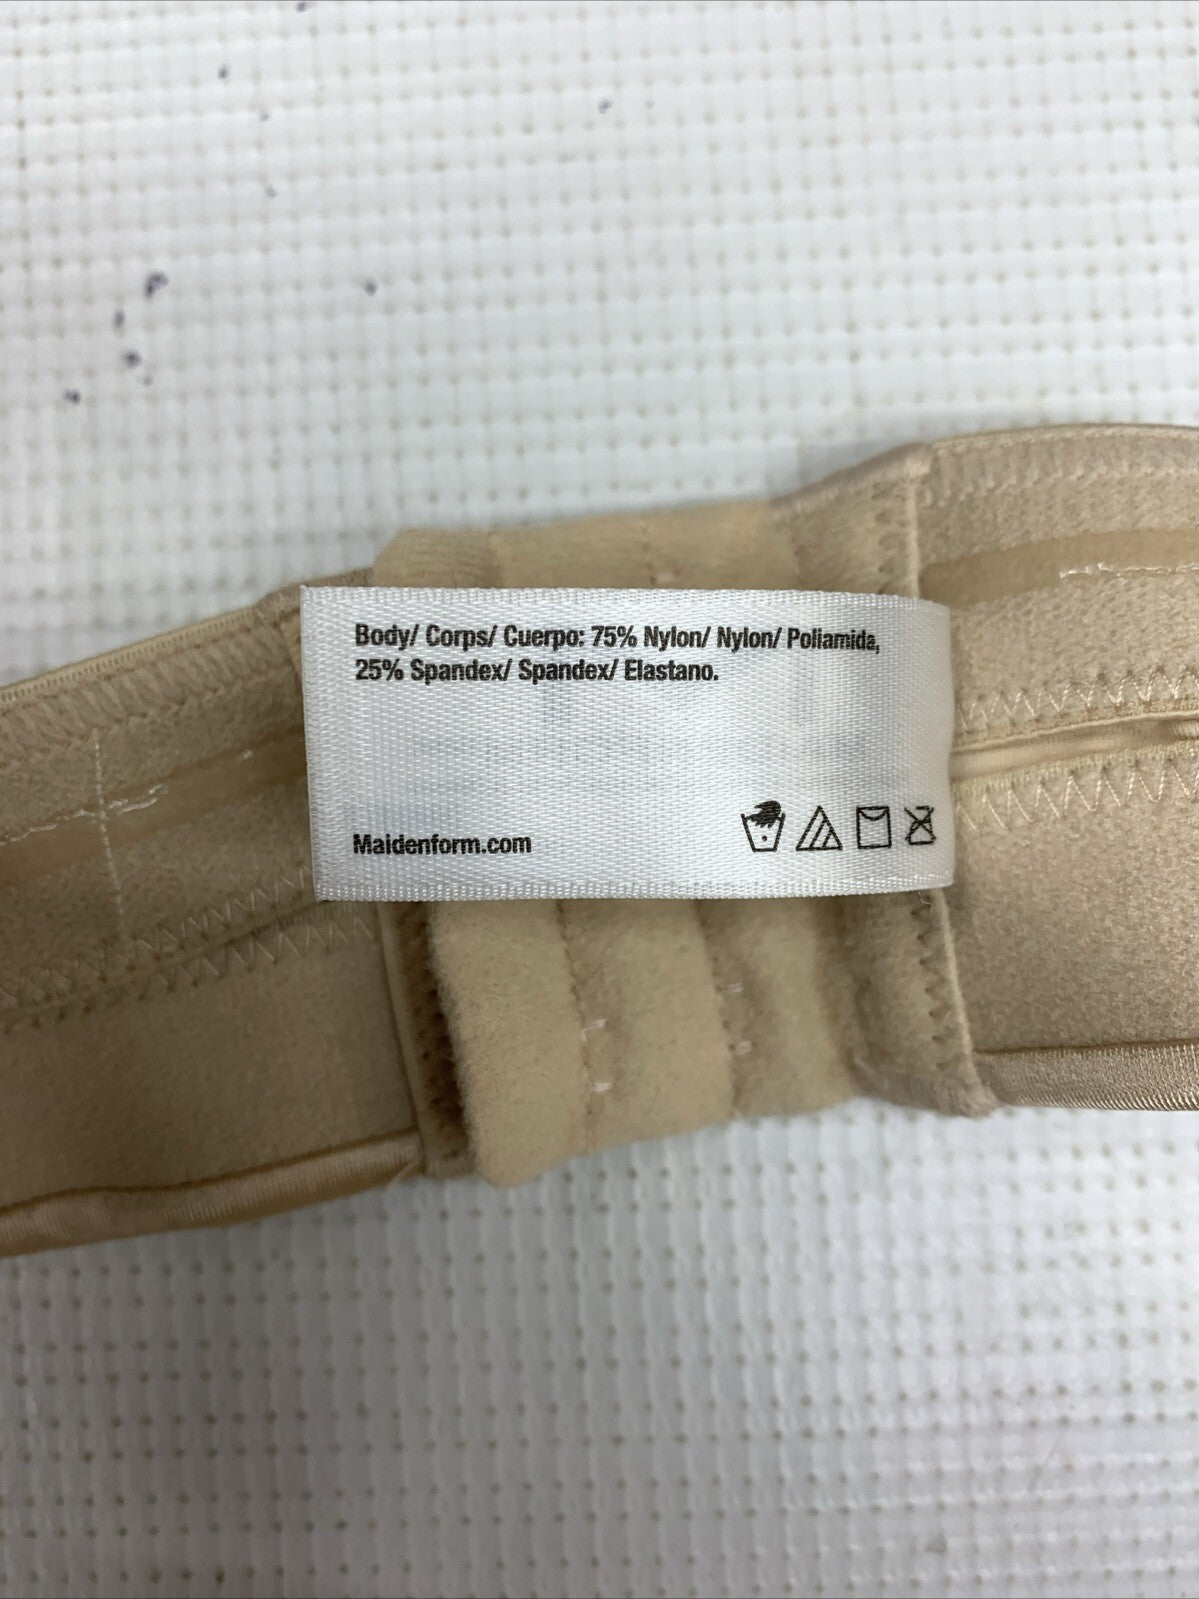 Body/ Corps/ Cuerpo: 75% Nylon/ Nylon/ Poliamida,
25% Spandex/ Spandex/ Elastano.
Maidenform.com